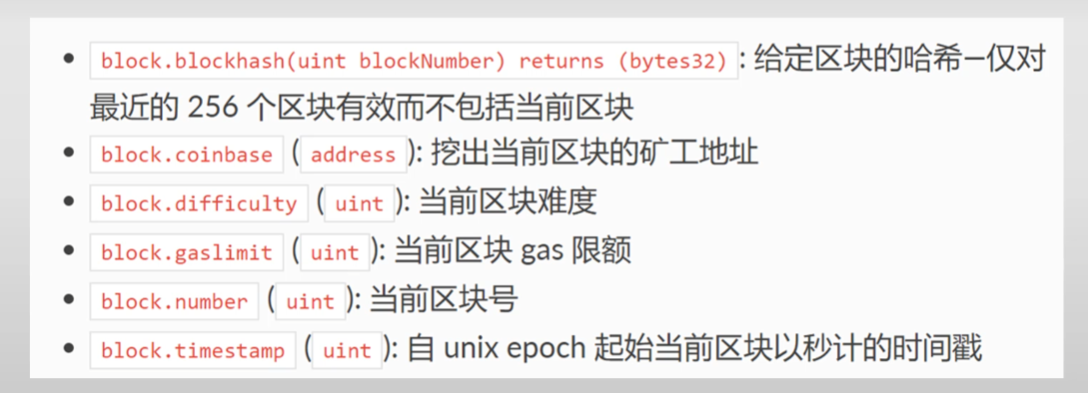 • block.blockhash(uint blockNumber) returns (bytes32) : 给定区块的哈希—仅对
最近的 256 个区块有效而不包括当前区块
• block.coinbase ( address ): 挖出当前区块的矿工地址
• block.difficulty ( uint ): 当前区块难度
• block.gaslimit ( uint ): 当前区块 gas 限额
• block.number ( uint ): 当前区块号
• block.timestamp ( uint ): 自 unix epoch 起始当前区块以秒计的时间戳